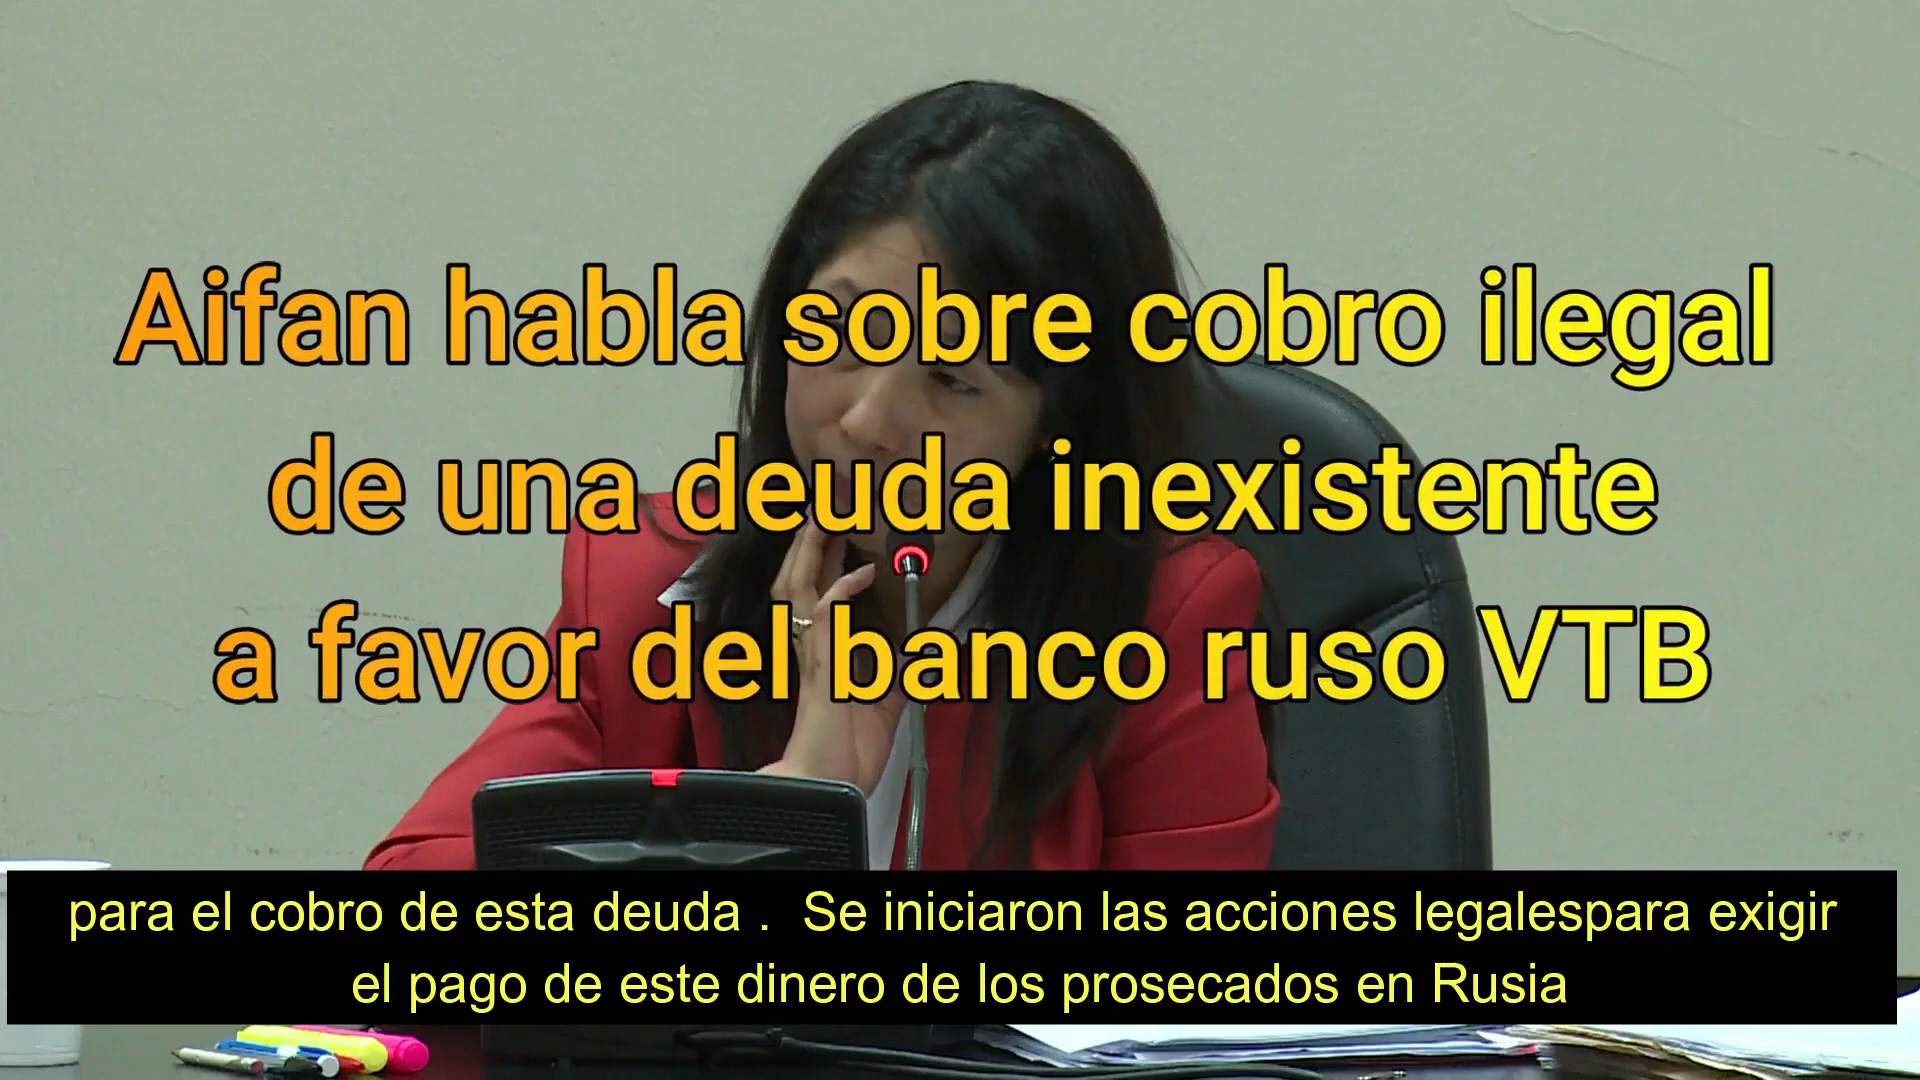 Aifan habla sobre cobro ilegal
de una deuda inexistente
a favor del banco ruso VTB
para el cobro de esta deuda .  Se iniciaron las acciones legalespara exigir
el pago de este dinero de los prosecados en Rusia